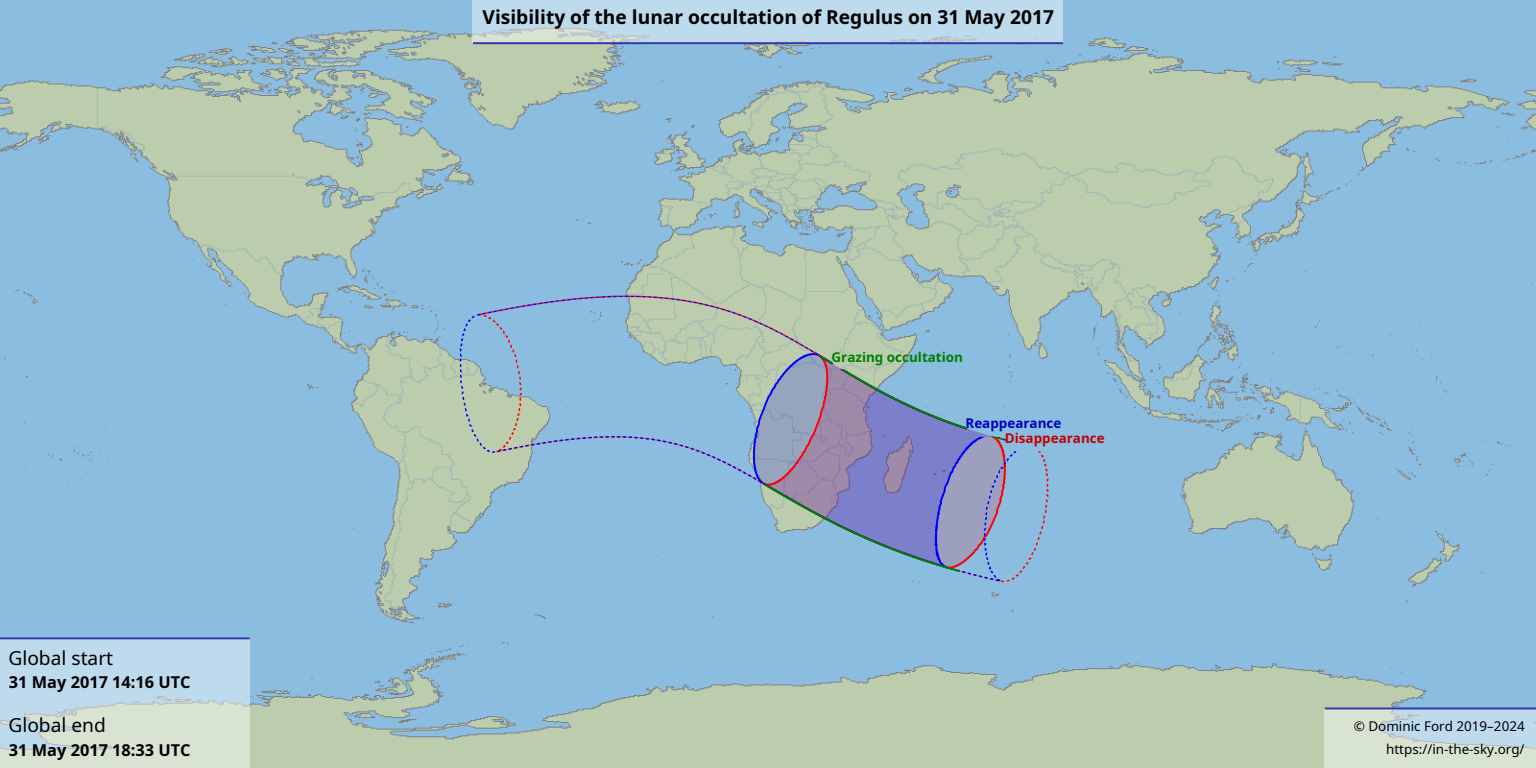 Visibility of the lunar occultation of Regulus on 31 May 2017
Grazing occultation
Reappearance
Disappearance
Global start
31 May 2017 14:16 UTC
Global end
31 May 2017 18:33 UTC
© Dominic Ford 2019–2024
https://in-the-sky.org/